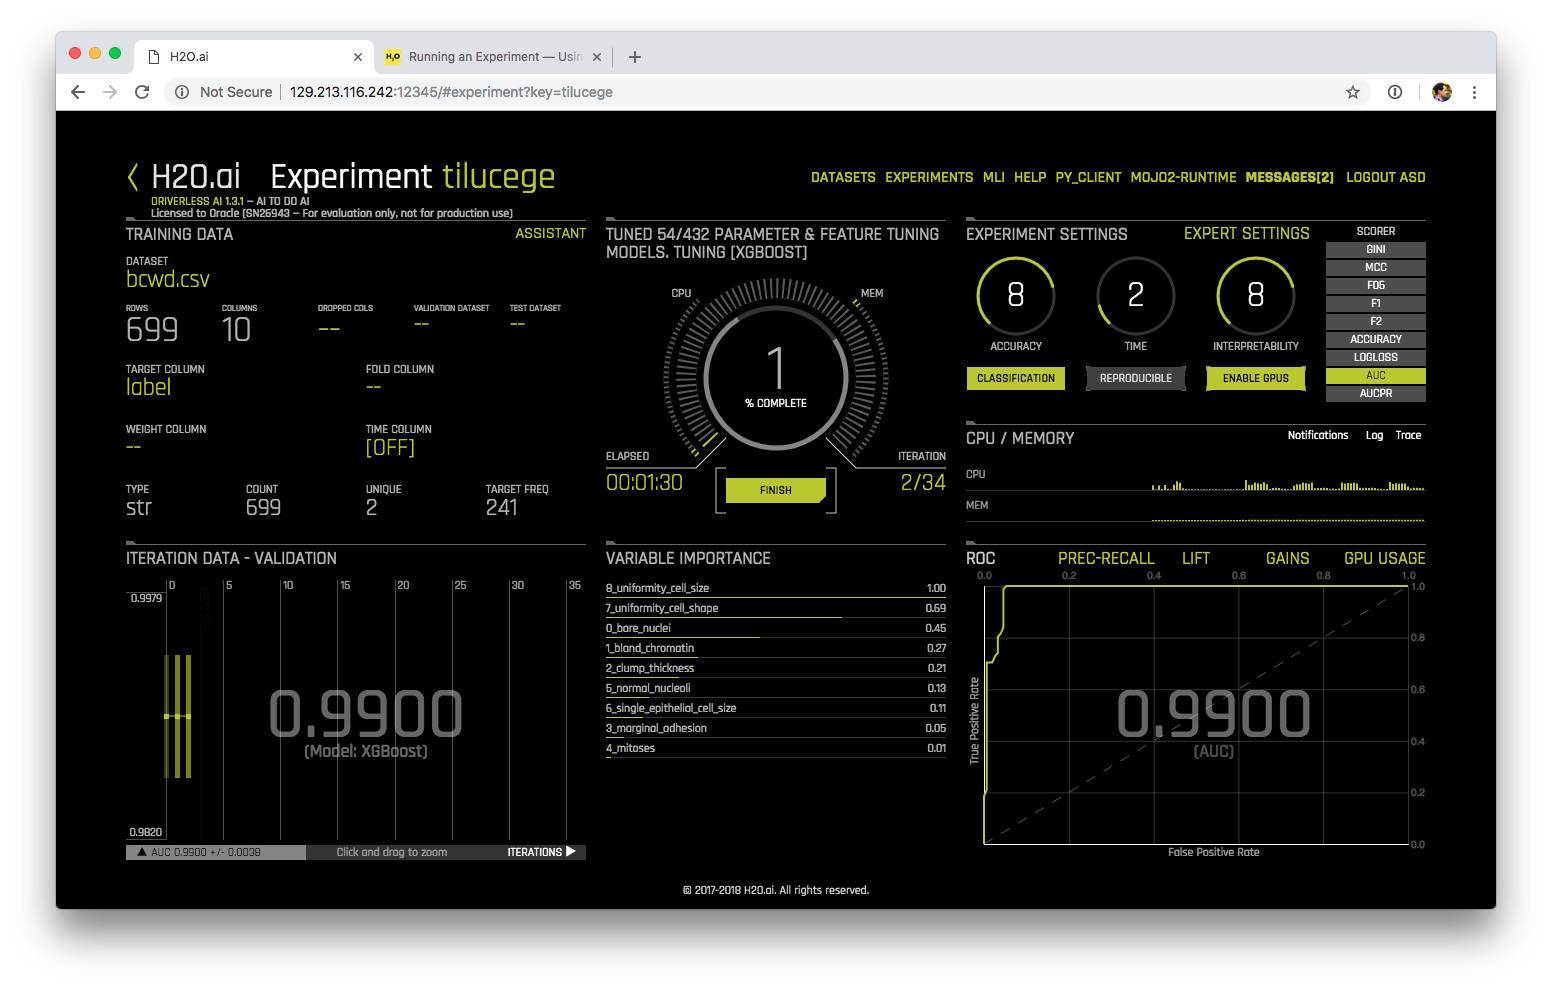 H2O.ai
H2O Running an Experiment — Usin
Not Secure 129.213.116.242:12345/#experiment?key=tilucege
H2O.ai Experiment tilucege
DATASETS EXPERIMENTS MLI HELP PY_CLIENT MOJO2-RUNTIME MESSAGES[2] LOGOUT ASD
DRIVERLESS AI 1.3.1 – AI TO DO AI
Licensed to Oracle (SN25943 – For evaluation only, not for production use)
TRAINING DATA ASSISTANT
DATASET
bcwd.csv
ROWS COLUMNS DROPPED COLS VALIDATION DATASET TEST DATASET
699 10 -- -- --
TARGET COLUMN FOLD COLUMN
label --
WEIGHT COLUMN TIME COLUMN
-- [OFF]
TYPE COUNT UNIQUE TARGET FREQ
str 699 2 241
TUNED 54/432 PARAMETER & FEATURE TUNING
MODELS. TUNING [XGBOOST]
CPU MEM
1
% COMPLETE
ELAPSED ITERATION
00:01:30 2/34
FINISH
EXPERIMENT SETTINGS EXPERT SETTINGS
8 2 8
ACCURACY TIME INTERPRETABILITY
CLASSIFICATION REPRODUCIBLE ENABLE GPUS
SCORER
GINI
MCC
F05
F1
F2
ACCURACY
LOGLOSS
AUC
AUCPR
CPU / MEMORY Notifications Log Trace
CPU
MEM
ITERATION DATA - VALIDATION
0 5 10 15 20 25 30 35
0.9979
0.9900
(Model: XGBoost)
0.9820
AUC 0.9900 +/- 0.0038 Click and drag to zoom ITERATIONS
VARIABLE IMPORTANCE
8_uniformity_cell_size 1.00
7_uniformity_cell_shape 0.69
0_bare_nuclei 0.45
1_bland_chromatin 0.27
2_clump_thickness 0.21
5_normal_nucleoli 0.13
6_single_epithelial_cell_size 0.11
3_marginal_adhesion 0.05
4_mitoses 0.01
ROC PREC-RECALL LIFT GAINS GPU USAGE
0.0 0.2 0.4 0.6 0.8 1.0
1.0
0.8
0.6
0.4
0.2
0.0
True Positive Rate
0.9900
(AUC)
False Positive Rate
© 2017-2018 H2O.ai. All rights reserved.